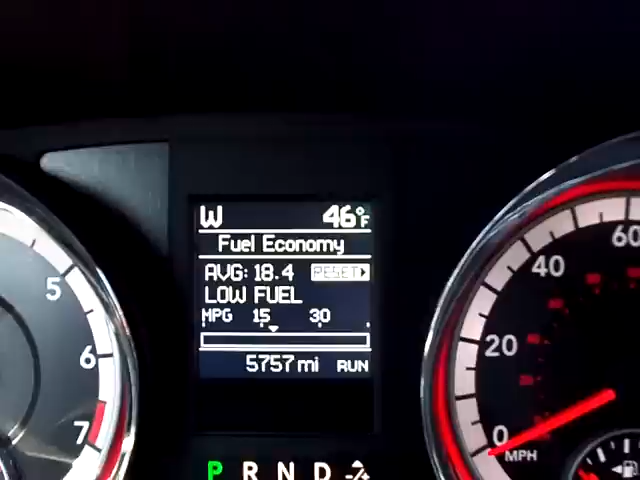 W 46°F
Fuel Economy
AVG: 18.4 RESET
LOW FUEL
MPG 15 30
5757 mi RUN
P R N D
5
6
7
60
40
20
0
MPH